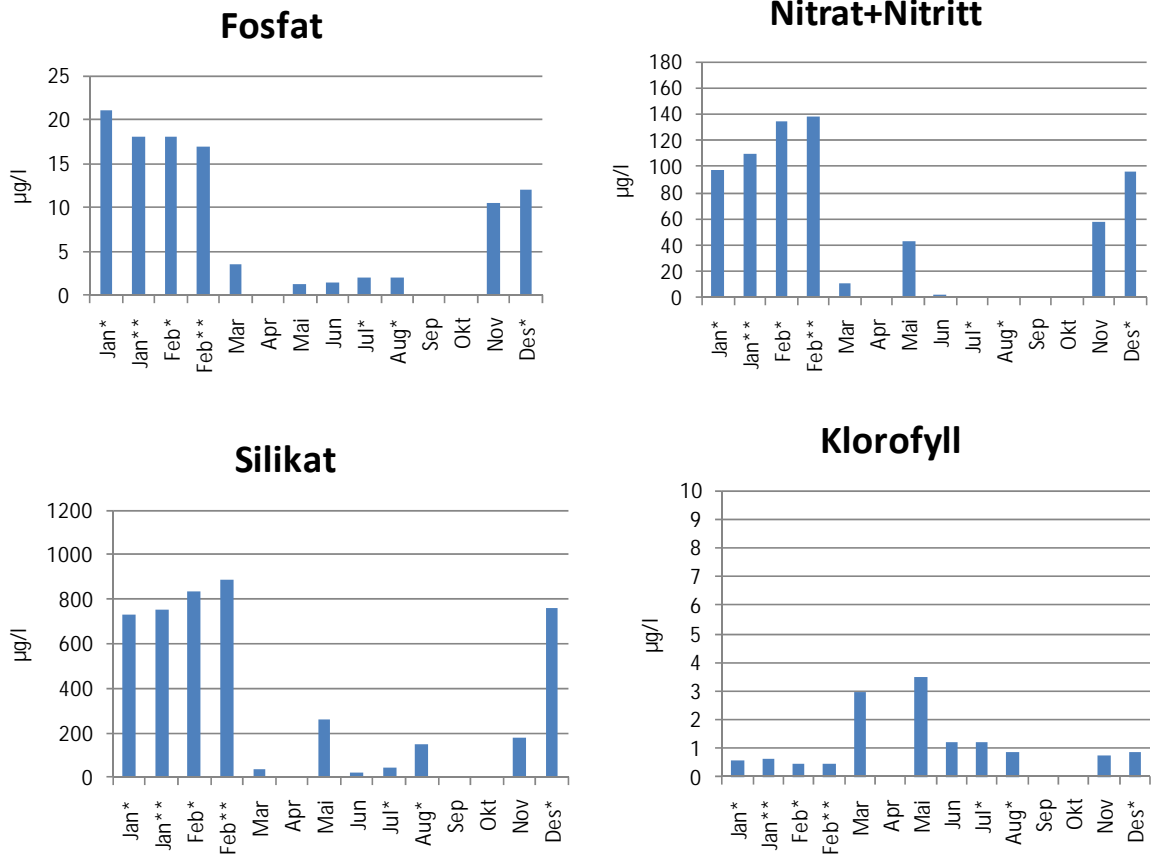 Fosfat
25
20
15
10
5
0
µg/l
Jan*
Jan**
Feb*
Feb**
Mar
Apr
Mai
Jun
Jul*
Aug*
Sep
Okt
Nov
Des*
Nitrat+Nitritt
180
160
140
120
100
80
60
40
20
0
µg/l
Jan*
Jan**
Feb*
Feb**
Mar
Apr
Mai
Jun
Jul*
Aug*
Sep
Okt
Nov
Des*
Silikat
1200
1000
800
600
400
200
0
µg/l
Jan*
Jan**
Feb*
Feb**
Mar
Apr
Mai
Jun
Jul*
Aug*
Sep
Okt
Nov
Des*
Klorofyll
10
9
8
7
6
5
4
3
2
1
0
µg/l
Jan*
Jan**
Feb*
Feb**
Mar
Apr
Mai
Jun
Jul*
Aug*
Sep
Okt
Nov
Des*